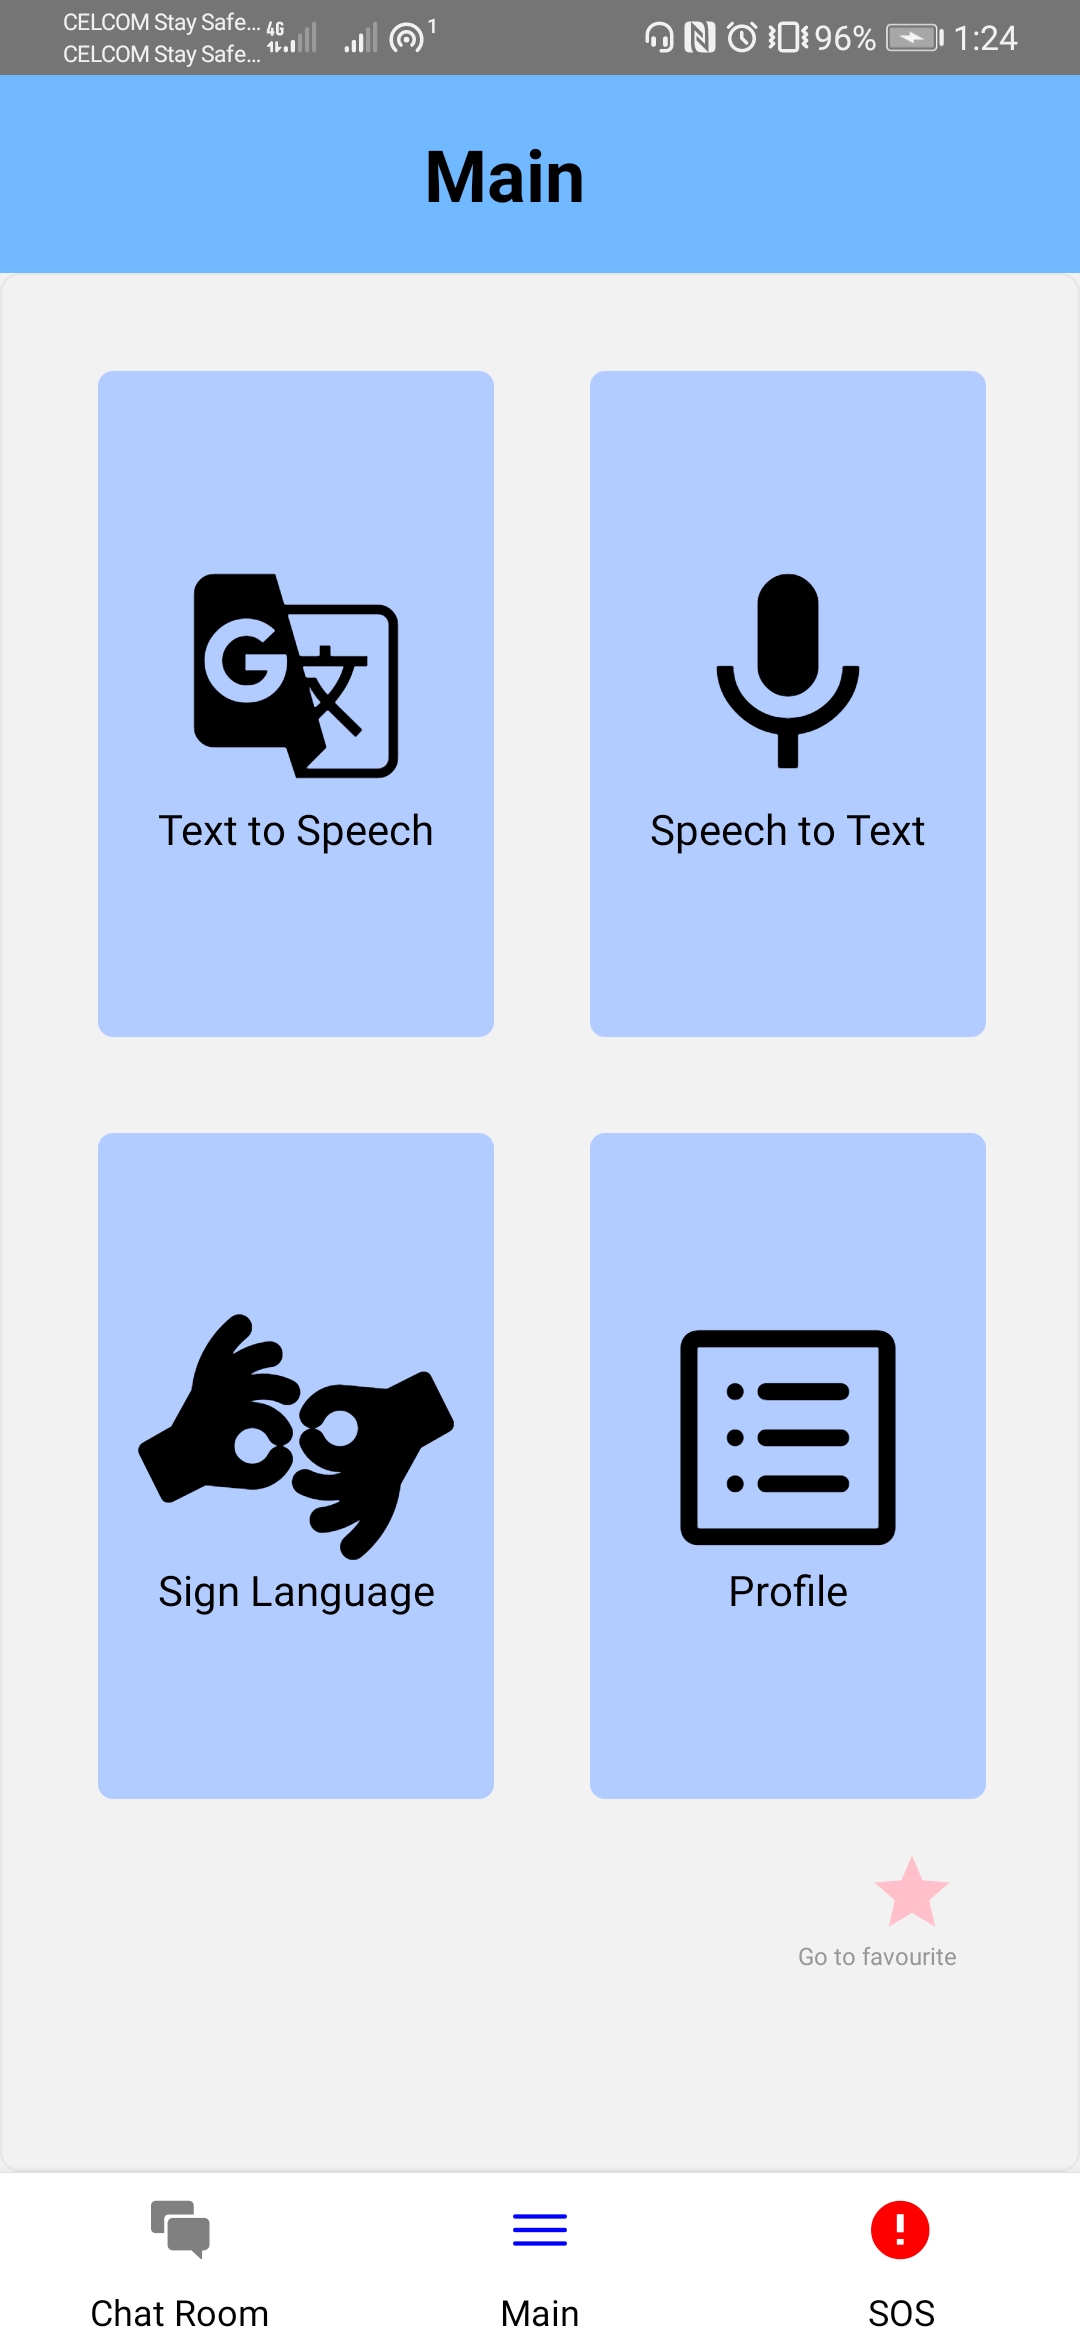 CELCOM Stay Safe... 4G 1
CELCOM Stay Safe... 96% 1:24
Main
Text to Speech
Speech to Text
Sign Language
Profile
Go to favourite
Chat Room
Main
SOS